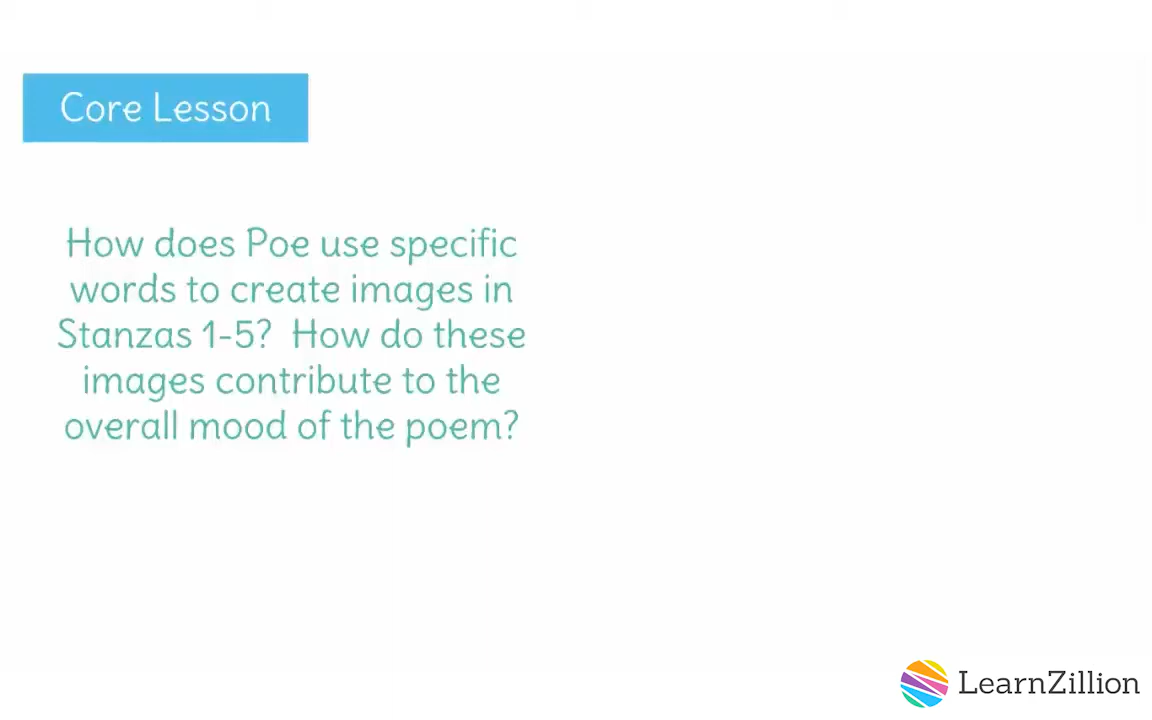 Core Lesson
How does Poe use specific
words to create images in
Stanzas 1-5?  How do these
images contribute to the
overall mood of the poem?
LearnZillion